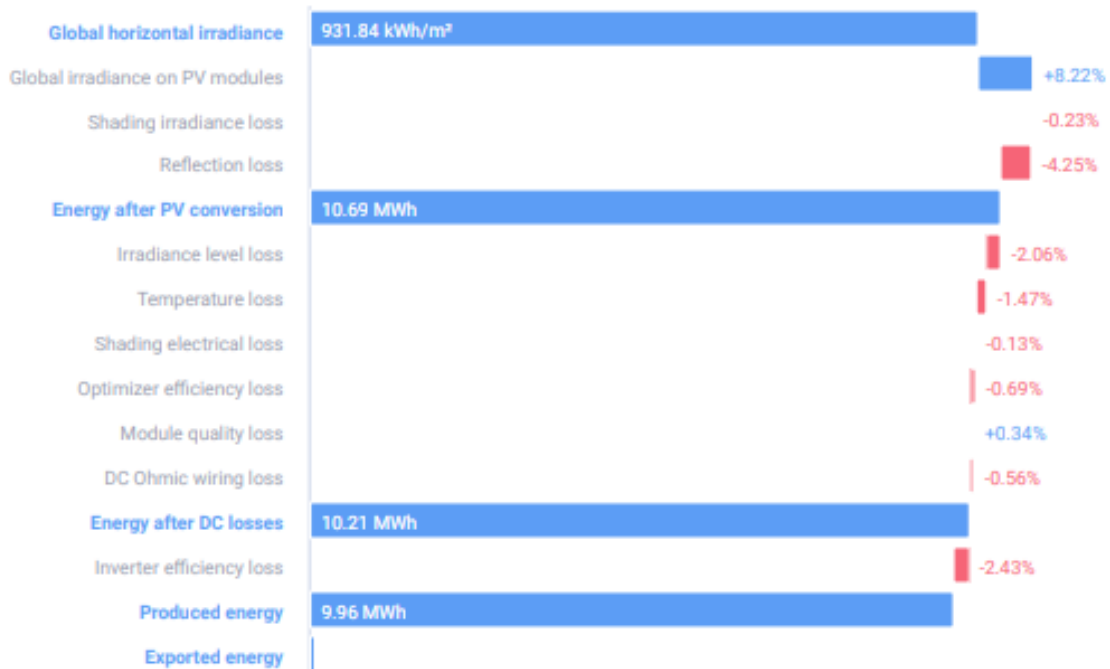 Global horizontal irradiance 931.84 kWh/m²
Global irradiance on PV modules +8.22%
Shading irradiance loss -0.23%
Reflection loss -4.25%
Energy after PV conversion 10.69 MWh
Irradiance level loss -2.06%
Temperature loss -1.47%
Shading electrical loss -0.13%
Optimizer efficiency loss -0.69%
Module quality loss +0.34%
DC Ohmic wiring loss -0.56%
Energy after DC losses 10.21 MWh
Inverter efficiency loss -2.43%
Produced energy 9.96 MWh
Exported energy